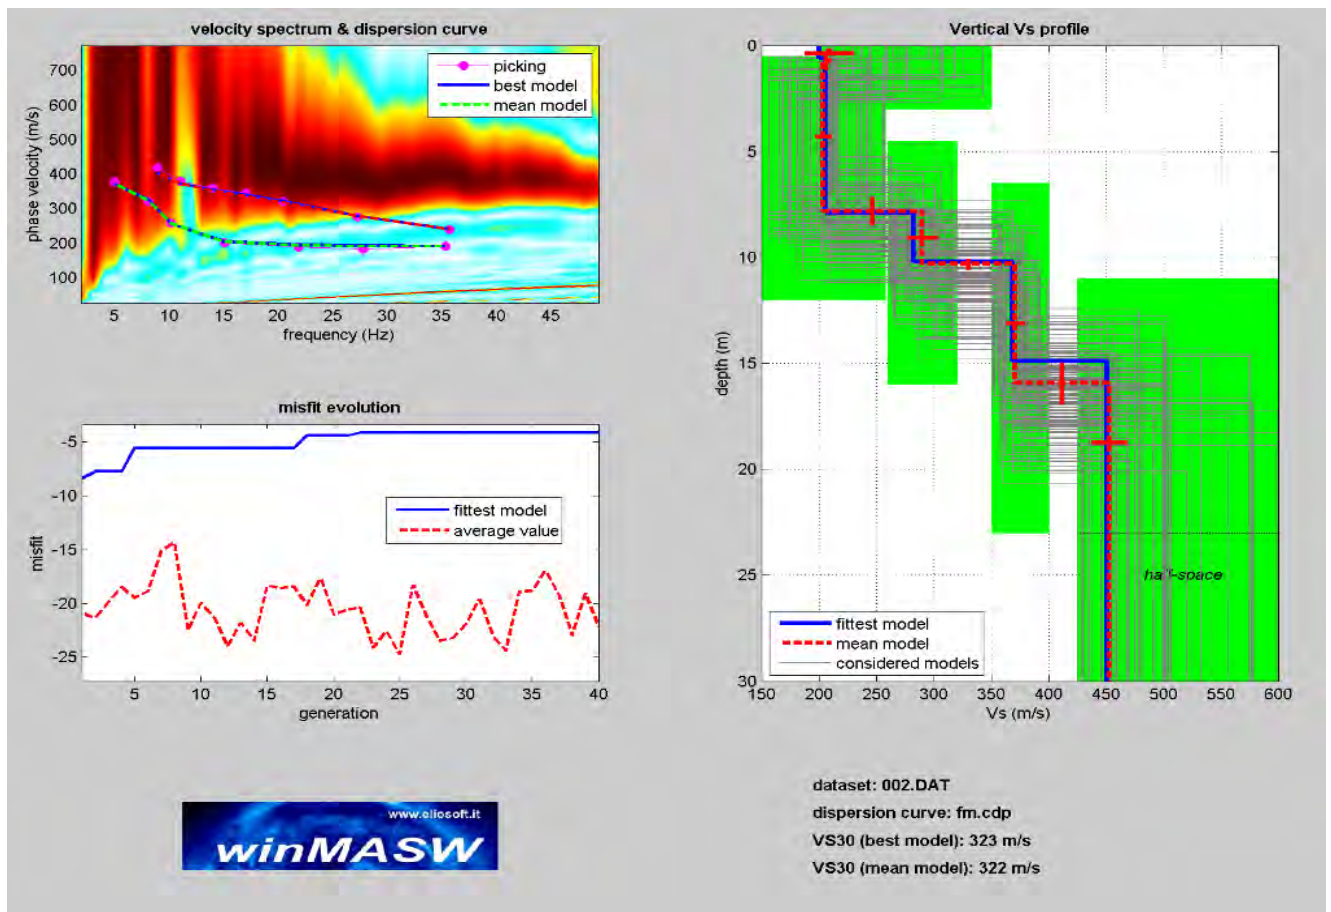 velocity spectrum & dispersion curve
700
600
500
400
300
200
100
phase velocity (m/s)
picking
best model
mean model
5
10
15
20
25
30
35
40
45
frequency (Hz)
misfit evolution
-5
-10
-15
-20
-25
misfit
fittest model
average value
5
10
15
20
25
30
35
40
generation
www.eliosoft.it
winMASW
Vertical Vs profile
0
5
10
15
20
25
30
depth (m)
half-space
fittest model
mean model
considered models
150
200
250
300
350
400
450
500
550
600
Vs (m/s)
dataset: 002.DAT
dispersion curve: fm.cdp
VS30 (best model): 323 m/s
VS30 (mean model): 322 m/s